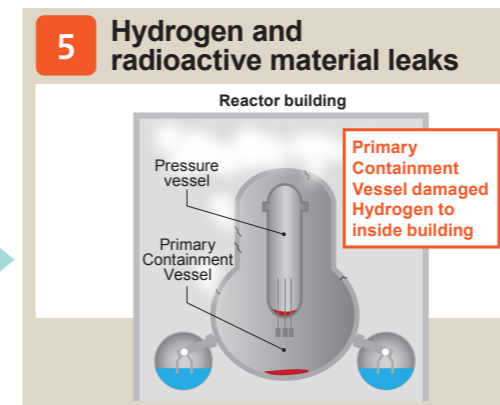 5
Hydrogen and
radioactive material leaks
Reactor building
Primary
Containment
Vessel damaged
Hydrogen to
inside building
Pressure
vessel
Primary
Containment
Vessel